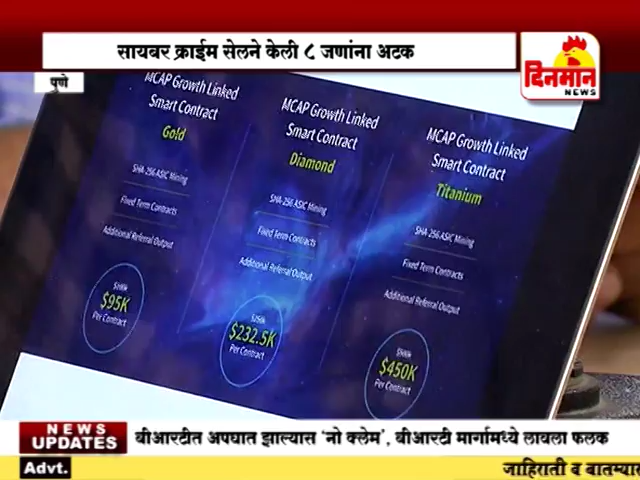 सायबर क्राईम सेलने केली ८ जणांना अटक
दिनमान
NEWS
पुणे
MCAP Growth Linked
Smart Contract
Gold
SHA-256 ASIC Mining
Fixed Term Contracts
Additional Referral Output
$95K
Per Contract
MCAP Growth Linked
Smart Contract
Diamond
SHA-256 ASIC Mining
Fixed Term Contracts
Additional Referral Output
$232.5K
Per Contract
MCAP Growth Linked
Smart Contract
Titanium
SHA-256 ASIC Mining
Fixed Term Contracts
Additional Referral Output
$450K
Per Contract
NEWS
UPDATES
बीआरटीत अपघात झाल्यास 'नो क्लेम', बीआरटी मार्गामध्ये लावला फलक
Advt.
जाहिराती व बातम्या